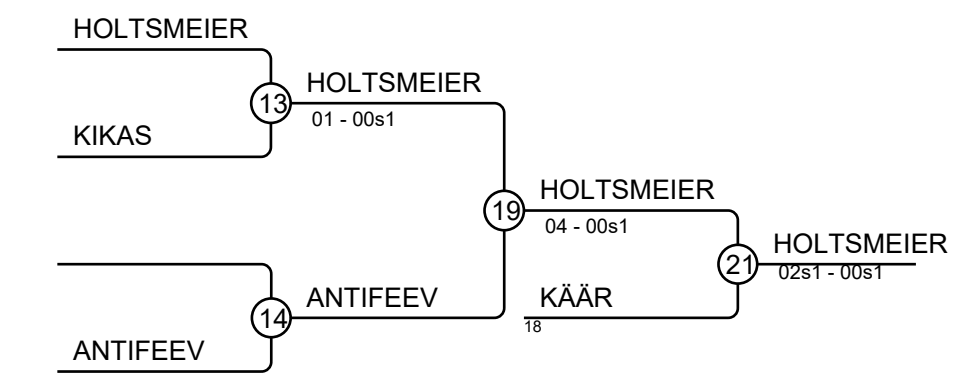 HOLTSMEIER
13
HOLTSMEIER
01 - 00s1
KIKAS
19
HOLTSMEIER
04 - 00s1
21
HOLTSMEIER
02s1 - 00s1
14
ANTIFEEV
KÄÄR
18
ANTIFEEV